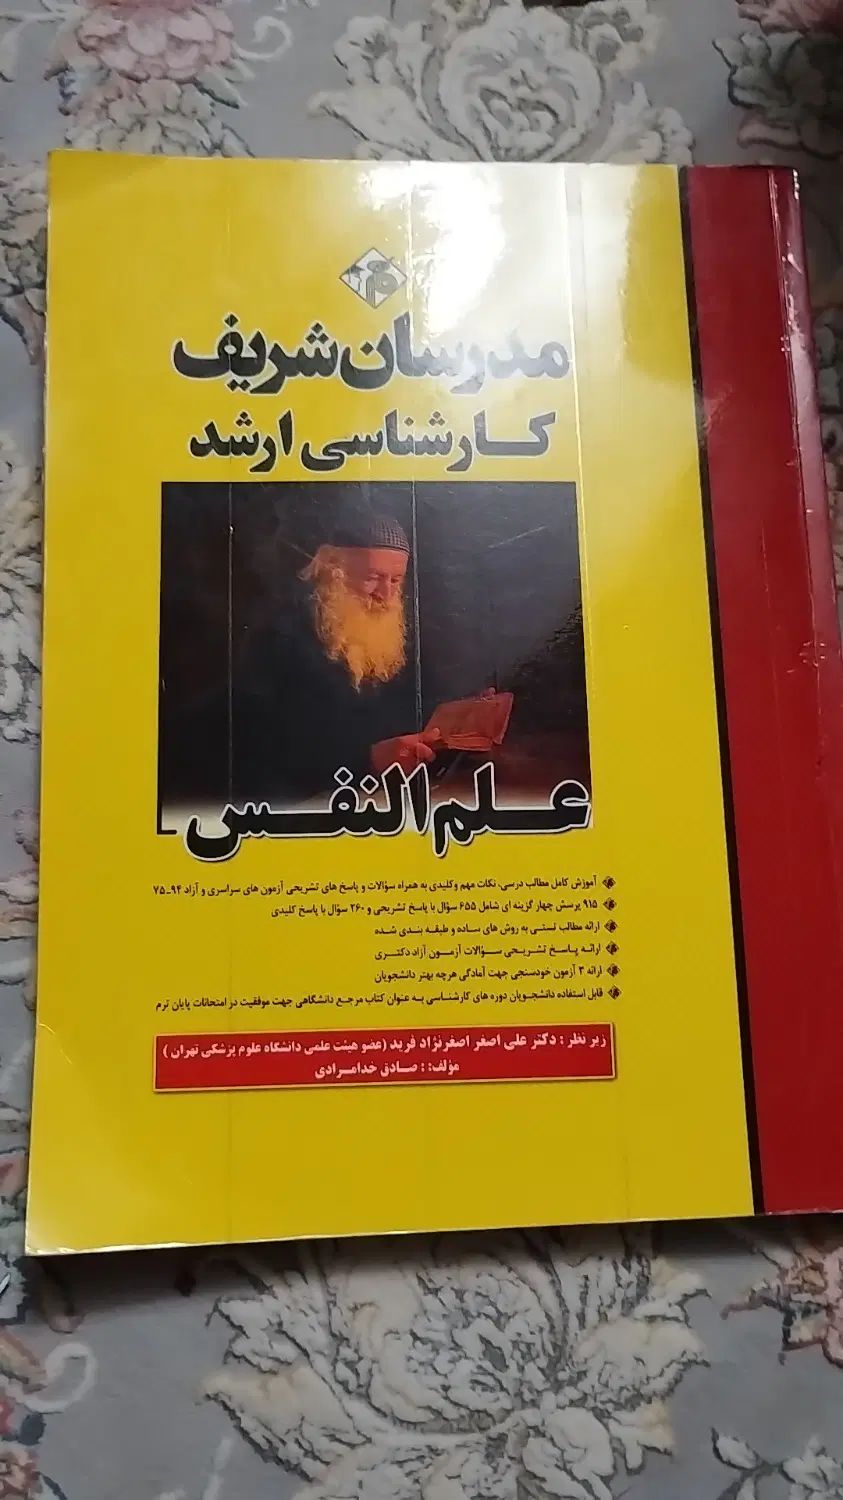 مدرسان شریف
کارشناسی ارشد
علم النفس
آموزش کامل مطالب درسی، نکات مهم و کلیدی به همراه سؤالات و پاسخ های تشریحی آزمون های سراسری و آزاد ۹۴-۷۵
۹۱۵ پرسش چهار گزینه ای شامل ۶۵۵ سؤال با پاسخ تشریحی و ۲۶۰ سؤال با پاسخ کلیدی
ارائه مطالب تستی به روش های ساده و طبقه بندی شده
ارائه پاسخ تشریحی سؤالات آزمون آزاد دکتری
ارائه ۳ آزمون خودسنجی جهت آمادگی هرچه بهتر دانشجویان
قابل استفاده دانشجویان دوره های کارشناسی به عنوان کتاب مرجع دانشگاهی جهت موفقیت در امتحانات پایان ترم
زیر نظر : دکتر علی اصغر اصغرنژاد فرید (عضو هیئت علمی دانشگاه علوم پزشکی تهران )
مؤلف: : صادق خدامرادی